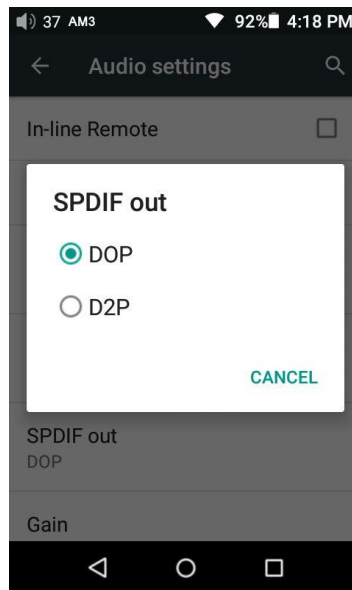 37 AM3 92% 4:18 PM
Audio settings
In-line Remote
SPDIF out
DOP
D2P
CANCEL
SPDIF out
DOP
Gain